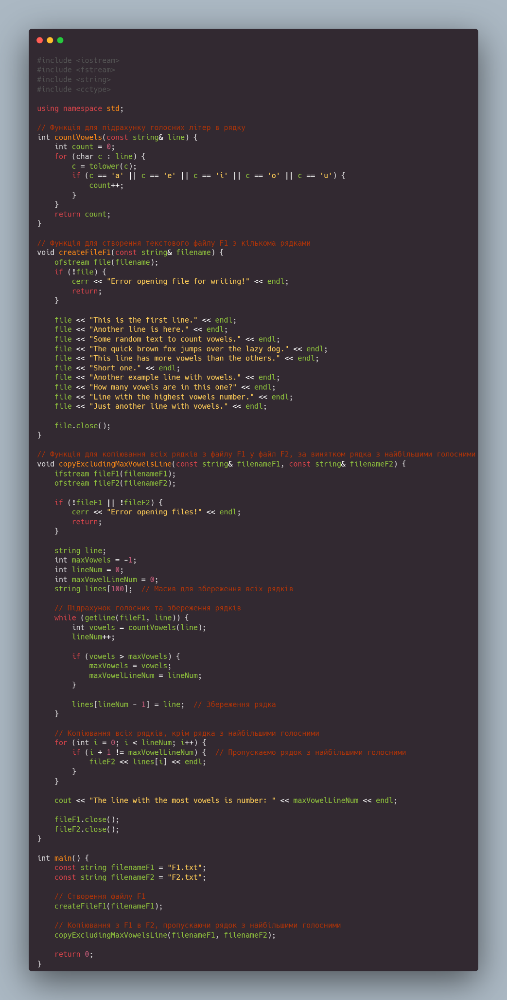 #include <iostream>
#include <fstream>
#include <string>
#include <cctype>

using namespace std;

// Функція для підрахунку голосних літер в рядку
int countVowels(const string& line) {
    int count = 0;
    for (char c : line) {
        c = tolower(c);
        if (c == 'a' || c == 'e' || c == 'i' || c == 'o' || c == 'u') {
            count++;
        }
    }
    return count;
}

// Функція для створення текстового файлу F1 з кількома рядками
void createFileF1(const string& filename) {
    ofstream file(filename);
    if (!file) {
        cerr << "Error opening file for writing!" << endl;
        return;
    }

    file << "This is the first line." << endl;
    file << "Another line is here." << endl;
    file << "Some random text to count vowels." << endl;
    file << "The quick brown fox jumps over the lazy dog." << endl;
    file << "This line has more vowels than the others." << endl;
    file << "Short one." << endl;
    file << "Another example line with vowels." << endl;
    file << "How many vowels are in this one?" << endl;
    file << "Line with the highest vowels number." << endl;
    file << "Just another line with vowels." << endl;

    file.close();
}

// Функція для копіювання всіх рядків з файлу F1 у файл F2, за винятком рядка з найбільшими голосними
void copyExcludingMaxVowelsLine(const string& filenameF1, const string& filenameF2) {
    ifstream fileF1(filenameF1);
    ofstream fileF2(filenameF2);

    if (!fileF1 || !fileF2) {
        cerr << "Error opening files!" << endl;
        return;
    }

    string line;
    int maxVowels = -1;
    int lineNum = 0;
    int maxVowelLineNum = 0;
    string lines[100];  // Масив для збереження всіх рядків

    // Підрахунок голосних та збереження рядків
    while (getline(fileF1, line)) {
        int vowels = countVowels(line);
        lineNum++;

        if (vowels > maxVowels) {
            maxVowels = vowels;
            maxVowelLineNum = lineNum;
        }

        lines[lineNum - 1] = line;  // Збереження рядка
    }

    // Копіювання всіх рядків, крім рядка з найбільшими голосними
    for (int i = 0; i < lineNum; i++) {
        if (i + 1 != maxVowelLineNum) {  // Пропускаємо рядок з найбільшими голосними
            fileF2 << lines[i] << endl;
        }
    }

    cout << "The line with the most vowels is number: " << maxVowelLineNum << endl;

    fileF1.close();
    fileF2.close();
}

int main() {
    const string filenameF1 = "F1.txt";
    const string filenameF2 = "F2.txt";

    // Створення файлу F1
    createFileF1(filenameF1);

    // Копіювання з F1 в F2, пропускаючи рядок з найбільшими голосними
    copyExcludingMaxVowelsLine(filenameF1, filenameF2);

    return 0;
}